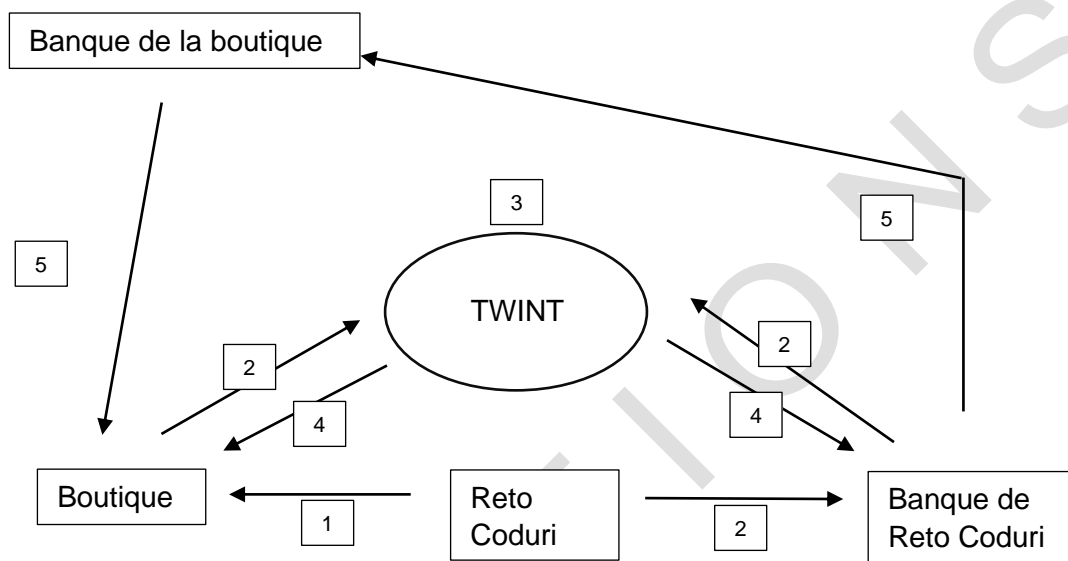 Banque de la boutique
3
5
5
TWINT
2
2
4
4
Boutique
1
Reto
Coduri
2
Banque de
Reto Coduri
I O N S